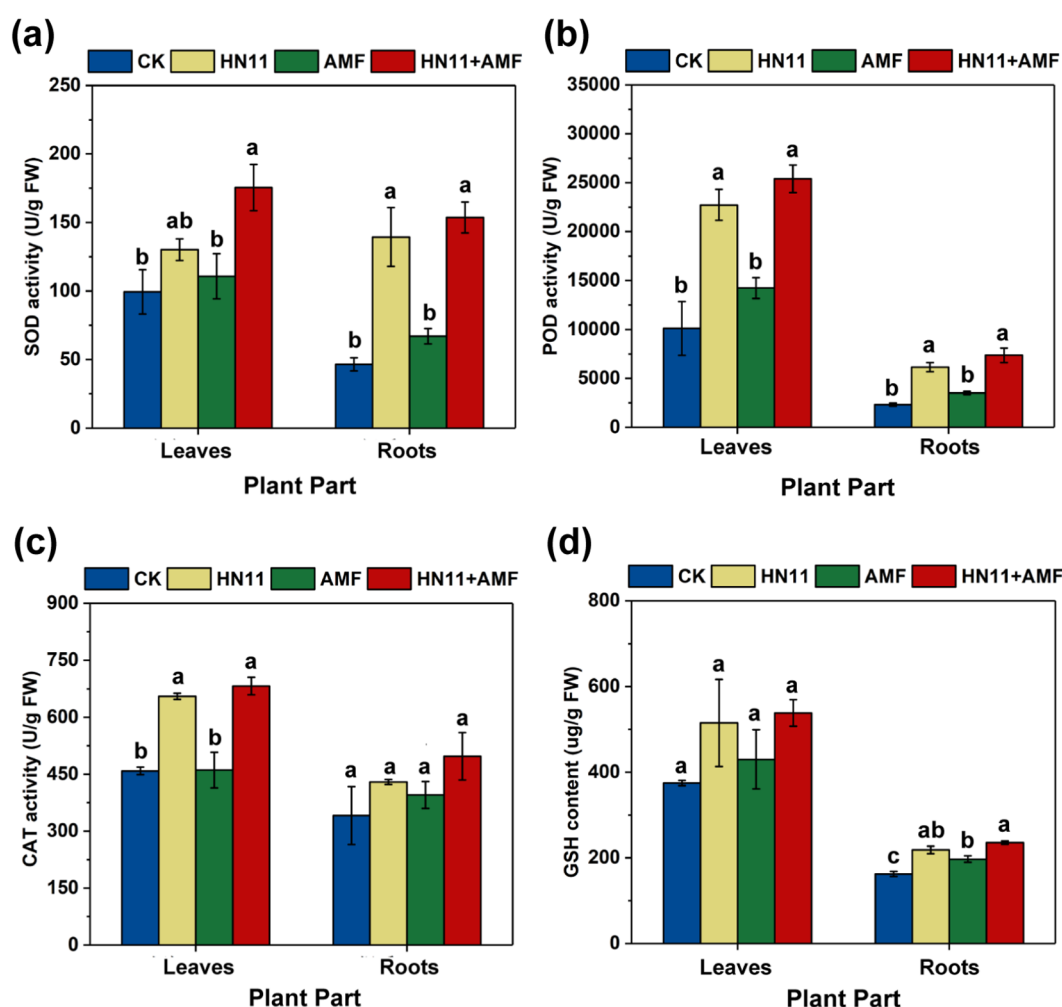 (a)
CK HN11 AMF HN11+AMF
SOD activity (U/g FW)
250
200
150
100
50
0
b
ab
b
a
b
a
b
a
Leaves Roots
Plant Part
(b)
CK HN11 AMF HN11+AMF
POD activity (U/g FW)
35000
30000
25000
20000
15000
10000
5000
0
b
a
b
a
b
a
b
a
Leaves Roots
Plant Part
(c)
CK HN11 AMF HN11+AMF
CAT activity (U/g FW)
900
750
600
450
300
150
0
b
a
b
a
a
a
a
a
Leaves Roots
Plant Part
(d)
CK HN11 AMF HN11+AMF
GSH content (ug/g FW)
800
600
400
200
0
a
a
a
a
c
ab
b
a
Leaves Roots
Plant Part